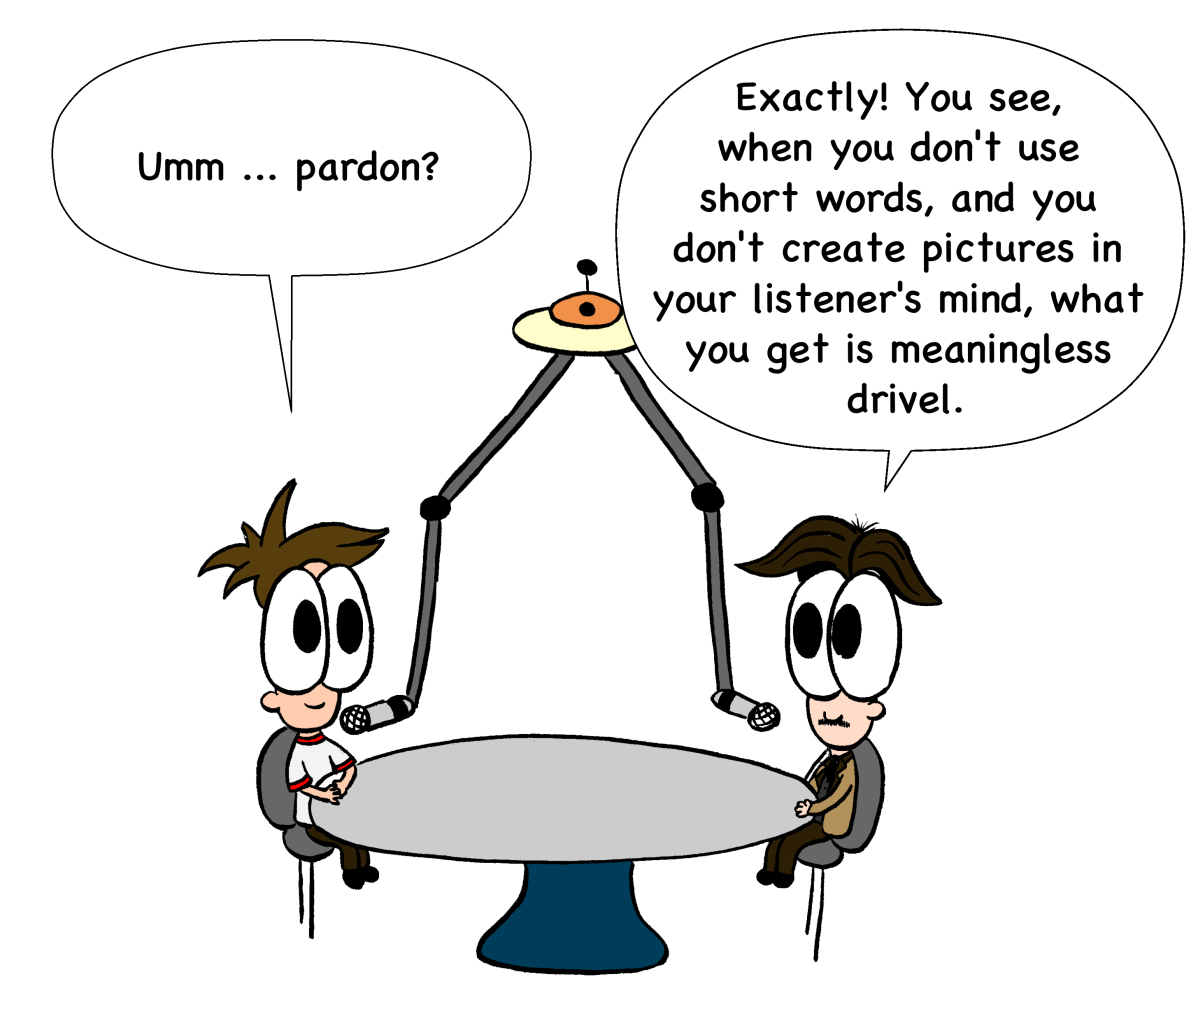 Umm ... pardon?
Exactly! You see,
when you don't use
short words, and you
don't create pictures in
your listener's mind, what
you get is meaningless
drivel.